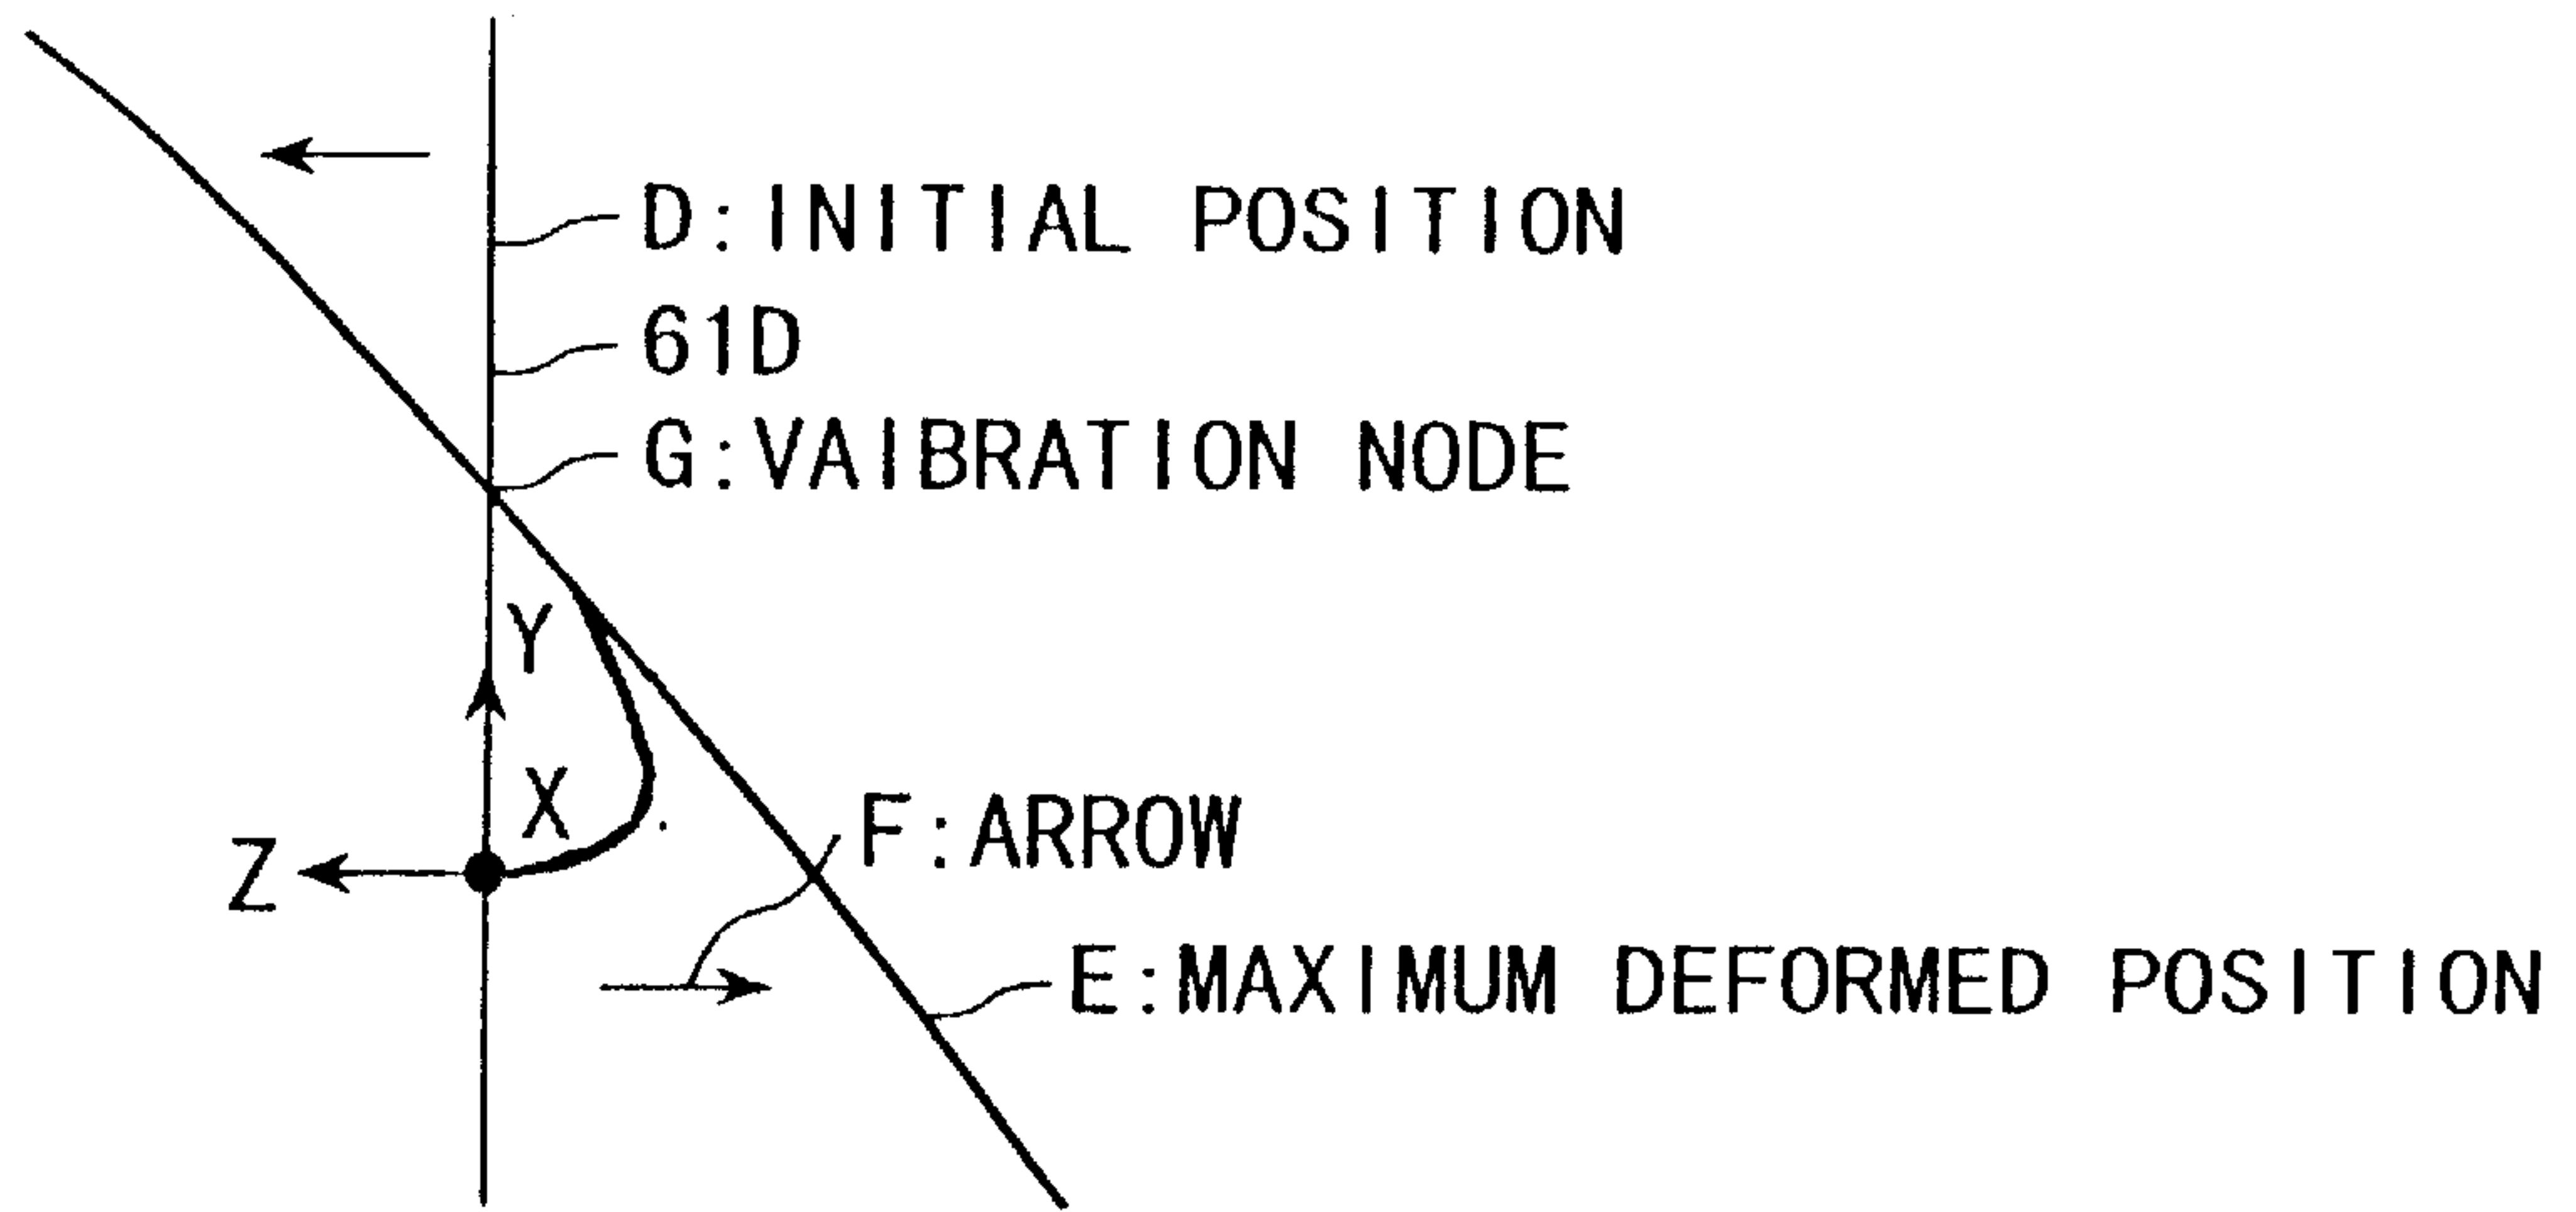 D:INITIAL POSITION
61D
G:VAIBRATION NODE
Y
X
F:ARROW
Z
E:MAXIMUM DEFORMED POSITION